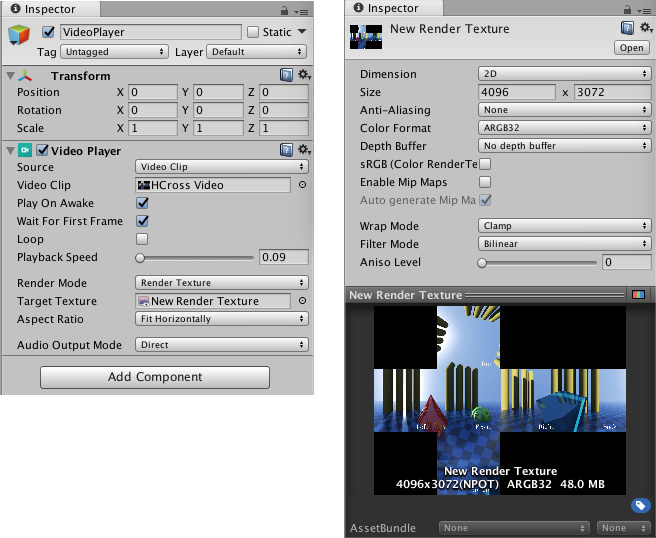 Inspector
VideoPlayer
Static
Tag Untagged Layer Default
Transform
Position X 0 Y 0 Z 0
Rotation X 0 Y 0 Z 0
Scale X 1 Y 1 Z 1
Video Player
Source Video Clip
Video Clip HCross Video
Play On Awake
Wait For First Frame
Loop
Playback Speed 0.09
Render Mode Render Texture
Target Texture New Render Texture
Aspect Ratio Fit Horizontally
Audio Output Mode Direct
Add Component
Inspector
New Render Texture
Open
Dimension 2D
Size 4096 x 3072
Anti-Aliasing None
Color Format ARGB32
Depth Buffer No depth buffer
sRGB (Color RenderTe
Enable Mip Maps
Auto generate Mip Ma
Wrap Mode Clamp
Filter Mode Bilinear
Aniso Level 0
New Render Texture
New Render Texture
4096x3072(NPOT) ARGB32 48.0 MB
AssetBundle None None